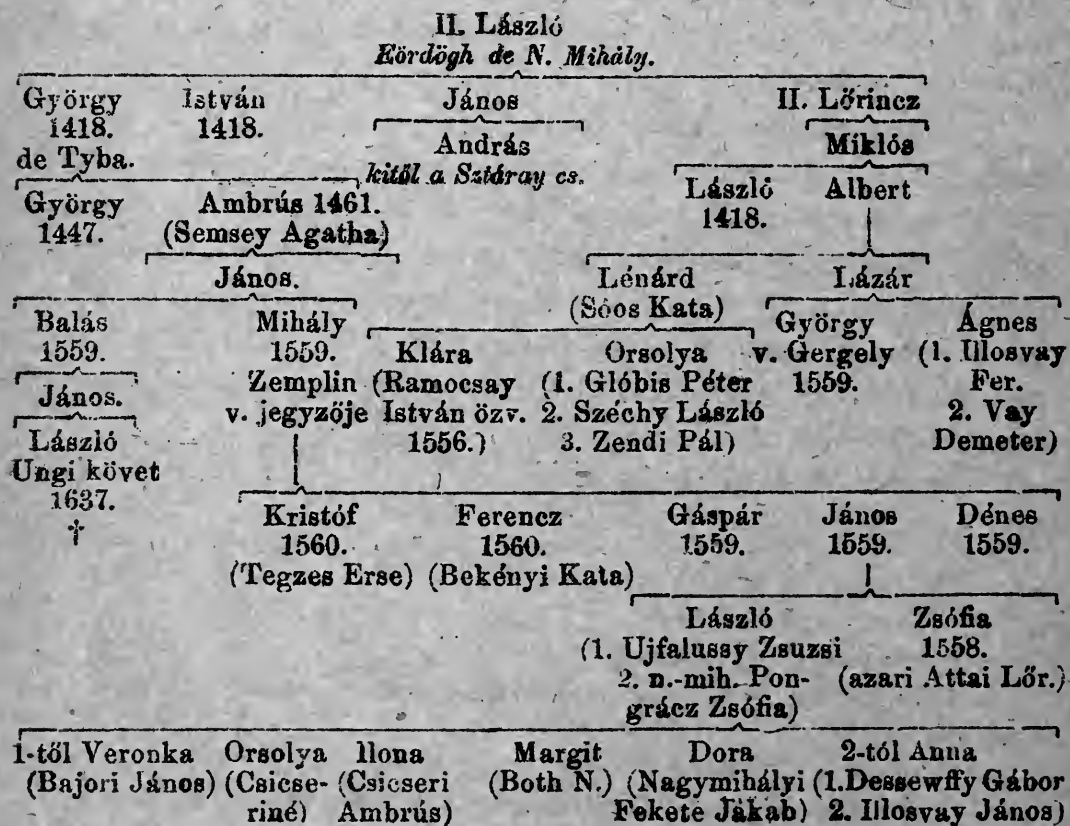 II. László
Eördögh de N. Mihály.
György István János II. Lőrincz
1418. 1418. András Miklós
de Tyba. kitől a Sztáray cs.
László Albert
György Ambrús 1461. 1418.
1447. (Semsey Agatha)
János. Lénárd Lázár
Balás Mihály (Sóos Kata) György Ágnes
1559. 1559. Klára Orsolya v. Gergely (1. Illosvay
János. Zemplin (Ramocsay (1. Glóbis Péter 1559. Fer.
v. jegyzője István özv. 2. Széchy László 2. Vay
László 1556.) 3. Zendi Pál) Demeter)
Ungi követ
1637.
†
Kristóf Ferencz Gáspár János Dénes
1560. 1560. 1559. 1559. 1559.
(Tegzes Erse) (Bekényi Kata)
László Zsófia
(1. Ujfalussy Zsuzsi 1558.
2. n.-mih. Pon- (azari Attai Lőr.)
grácz Zsófia)
1-től Veronka Orsolya Ilona Margit Dora 2-tól Anna
(Bajori János) (Csicse- (Csicseri (Both N.) (Nagymihályi (1.Dessewffy Gábor
riné) Ambrús) Fekete Jakab) 2. Illosvay János)